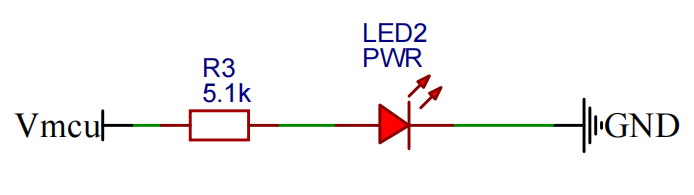 LED2
PWR
R3
5.1k
Vmcu
GND